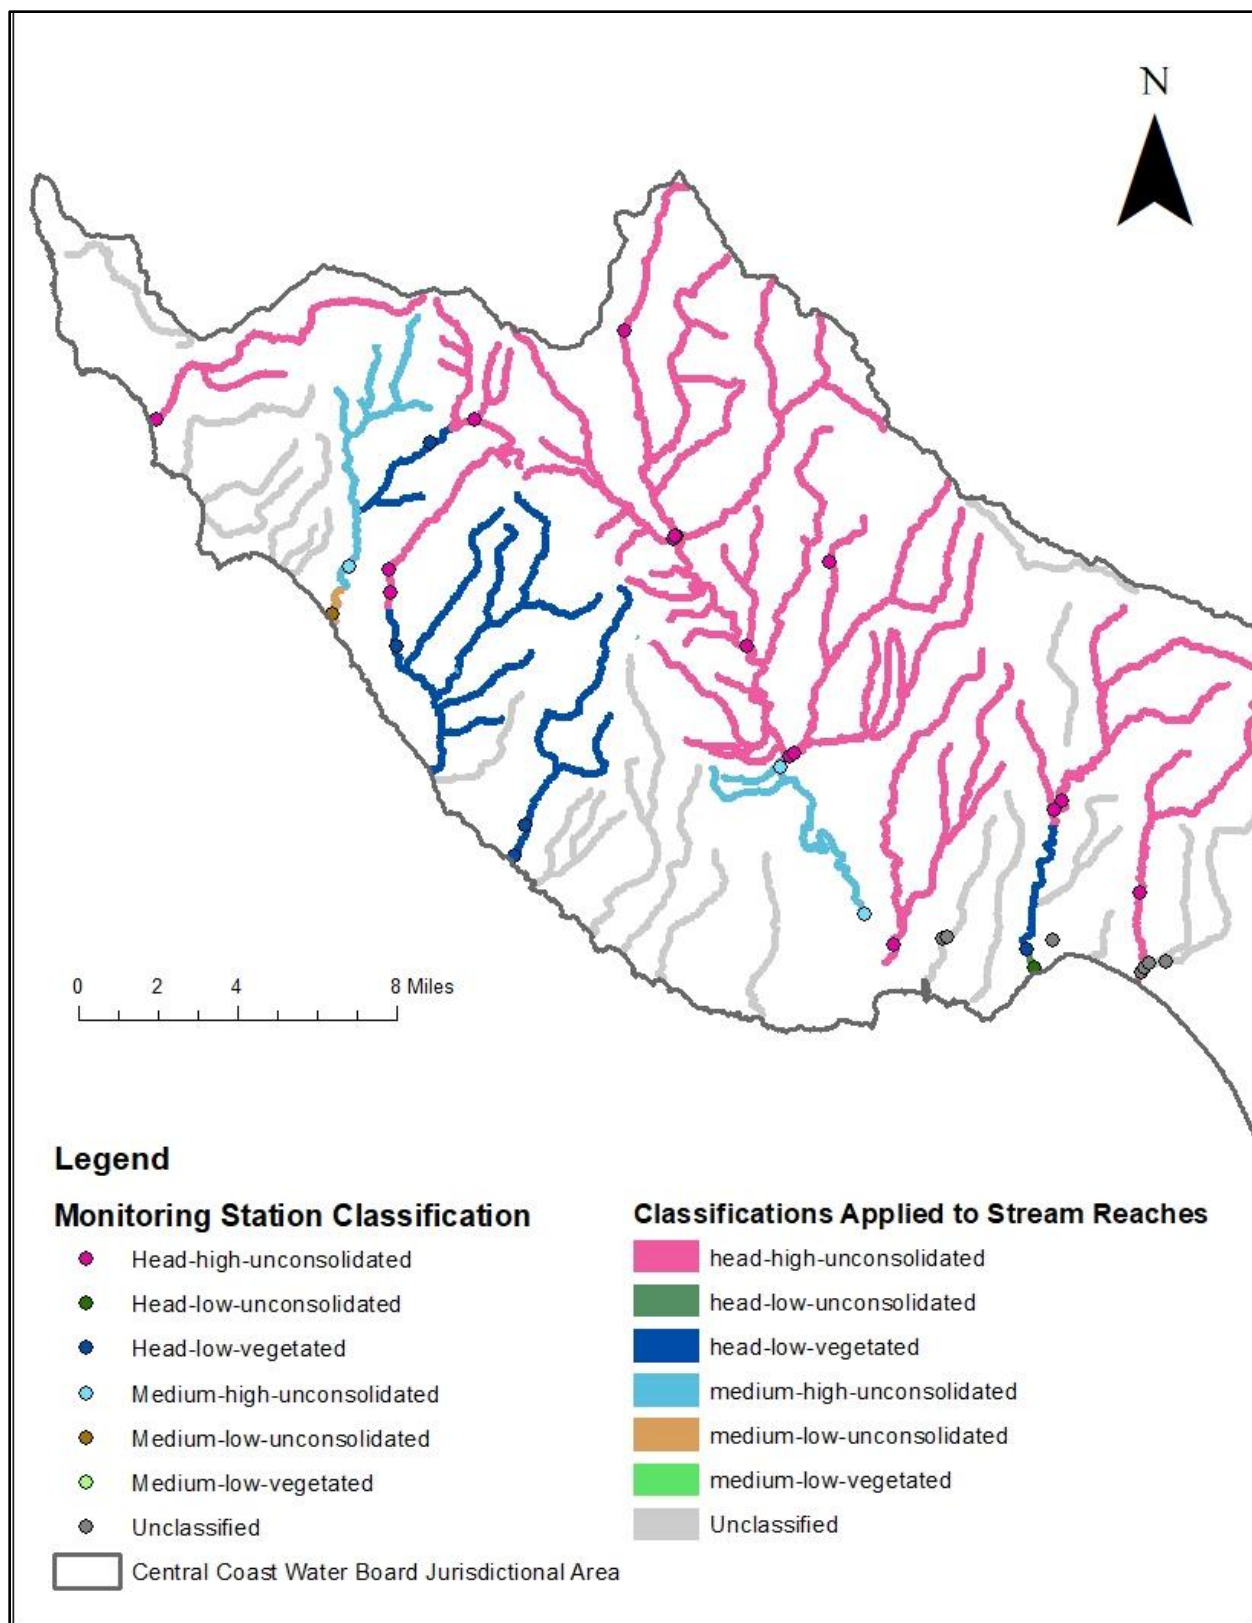 N
0 2 4 8 Miles
Legend
Monitoring Station Classification
Head-high-unconsolidated
Head-low-unconsolidated
Head-low-vegetated
Medium-high-unconsolidated
Medium-low-unconsolidated
Medium-low-vegetated
Unclassified
Central Coast Water Board Jurisdictional Area
Classifications Applied to Stream Reaches
head-high-unconsolidated
head-low-unconsolidated
head-low-vegetated
medium-high-unconsolidated
medium-low-unconsolidated
medium-low-vegetated
Unclassified